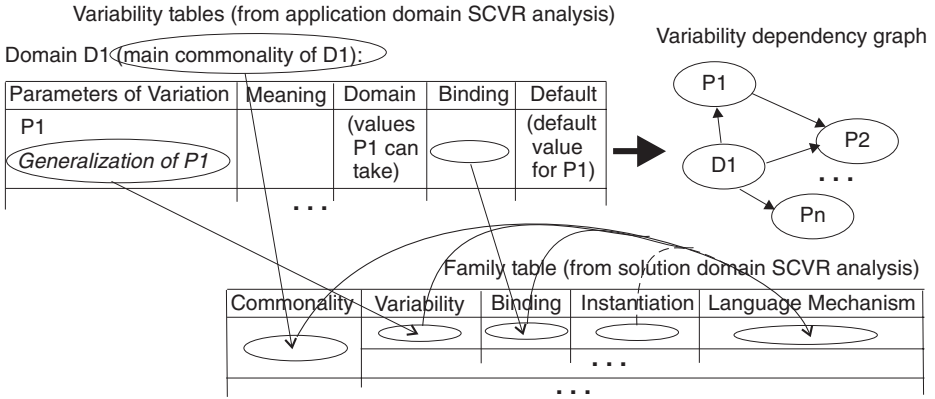 Variability tables (from application domain SCVR analysis)
Domain D1 (main commonality of D1):
Variability dependency graph
Parameters of Variation Meaning Domain Binding Default
P1 (values (default
P1 can value
Generalization of P1 take) for P1)
. . .
P1
P2
D1
. . .
Pn
Family table (from solution domain SCVR analysis)
Commonality Variability Binding Instantiation Language Mechanism
. . .
. . .